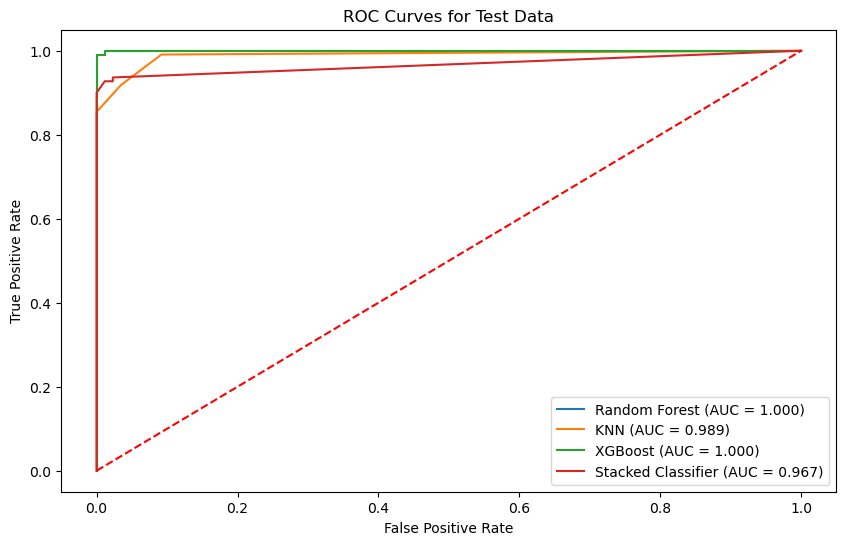 ROC Curves for Test Data
True Positive Rate
1.0
0.8
0.6
0.4
0.2
0.0
Random Forest (AUC = 1.000)
KNN (AUC = 0.989)
XGBoost (AUC = 1.000)
Stacked Classifier (AUC = 0.967)
0.0 0.2 0.4 0.6 0.8 1.0
False Positive Rate